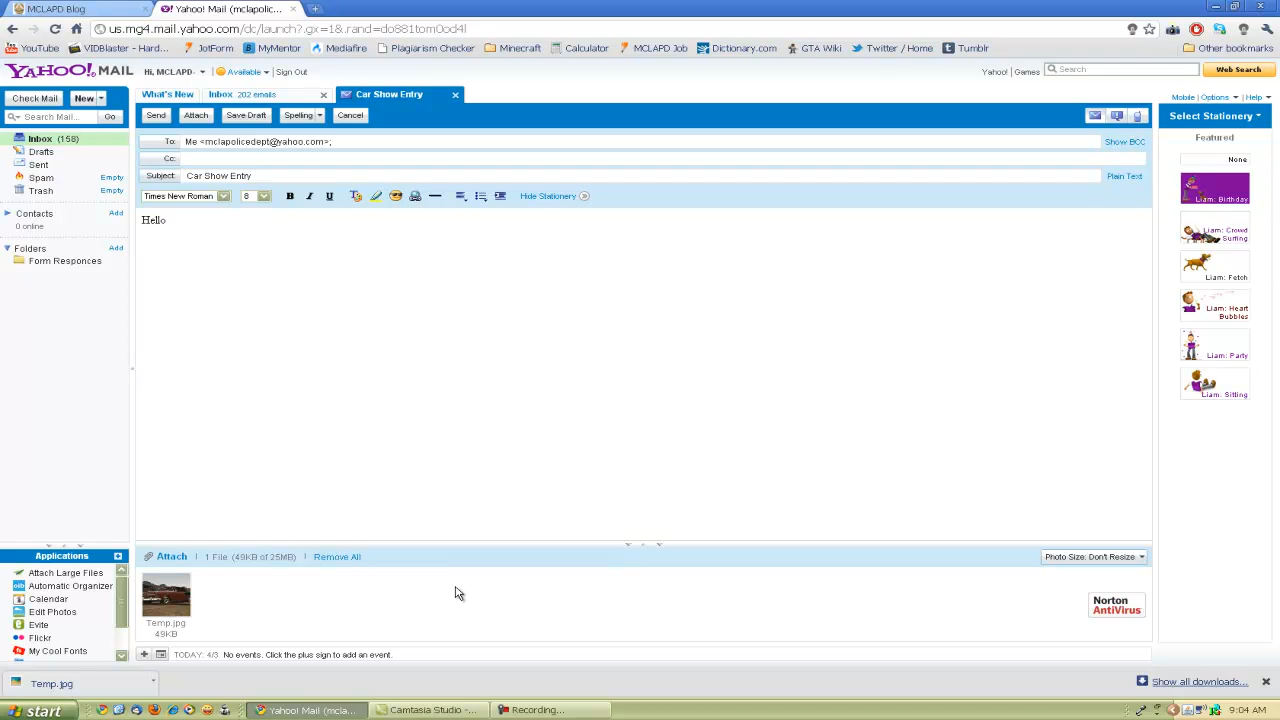 MCLAPD Blog
Yahoo! Mail (mclapolic...
us.mg4.mail.yahoo.com/dc/launch?.gx=1&.rand=do881tom0od4l
YouTube VIDBlaster - Hard... JotForm MyMentor Mediafire Plagiarism Checker Minecraft Calculator MCLAPD Job Dictionary.com GTA Wiki Twitter / Home Tumblr Other bookmarks
YAHOO! MAIL Hi, MCLAPD- Available Sign Out Yahoo! Games Search Web Search
Check Mail New
What's New Inbox 202 emails Car Show Entry
Mobile Options Help
Search Mail... Go
Send Attach Save Draft Spelling Cancel
Select Stationery
Inbox (158)
Drafts
Sent
Spam Empty
Trash Empty
Contacts Add
0 online
Folders Add
Form Responces
To: Me <mclapolicedept@yahoo.com>; Show BCC
Cc:
Subject: Car Show Entry Plain Text
Times New Roman 8 B I U Hide Stationery
Hello
Featured
None
Liam: Birthday
Liam: Crowd
Surfing
Liam: Fetch
Liam: Heart
Bubbles
Liam: Party
Liam: Sitting
Applications
Attach Large Files
Automatic Organizer
Calendar
Edit Photos
Evite
Flickr
My Cool Fonts
Attach 1 File (49KB of 25MB) Remove All Photo Size: Don't Resize
Temp.jpg
49KB
Norton
AntiVirus
TODAY: 4/3 No events. Click the plus sign to add an event.
Temp.jpg
Show all downloads...
start Yahoo! Mail (mclapo... Camtasia Studio - ... Recording... 9:04 AM